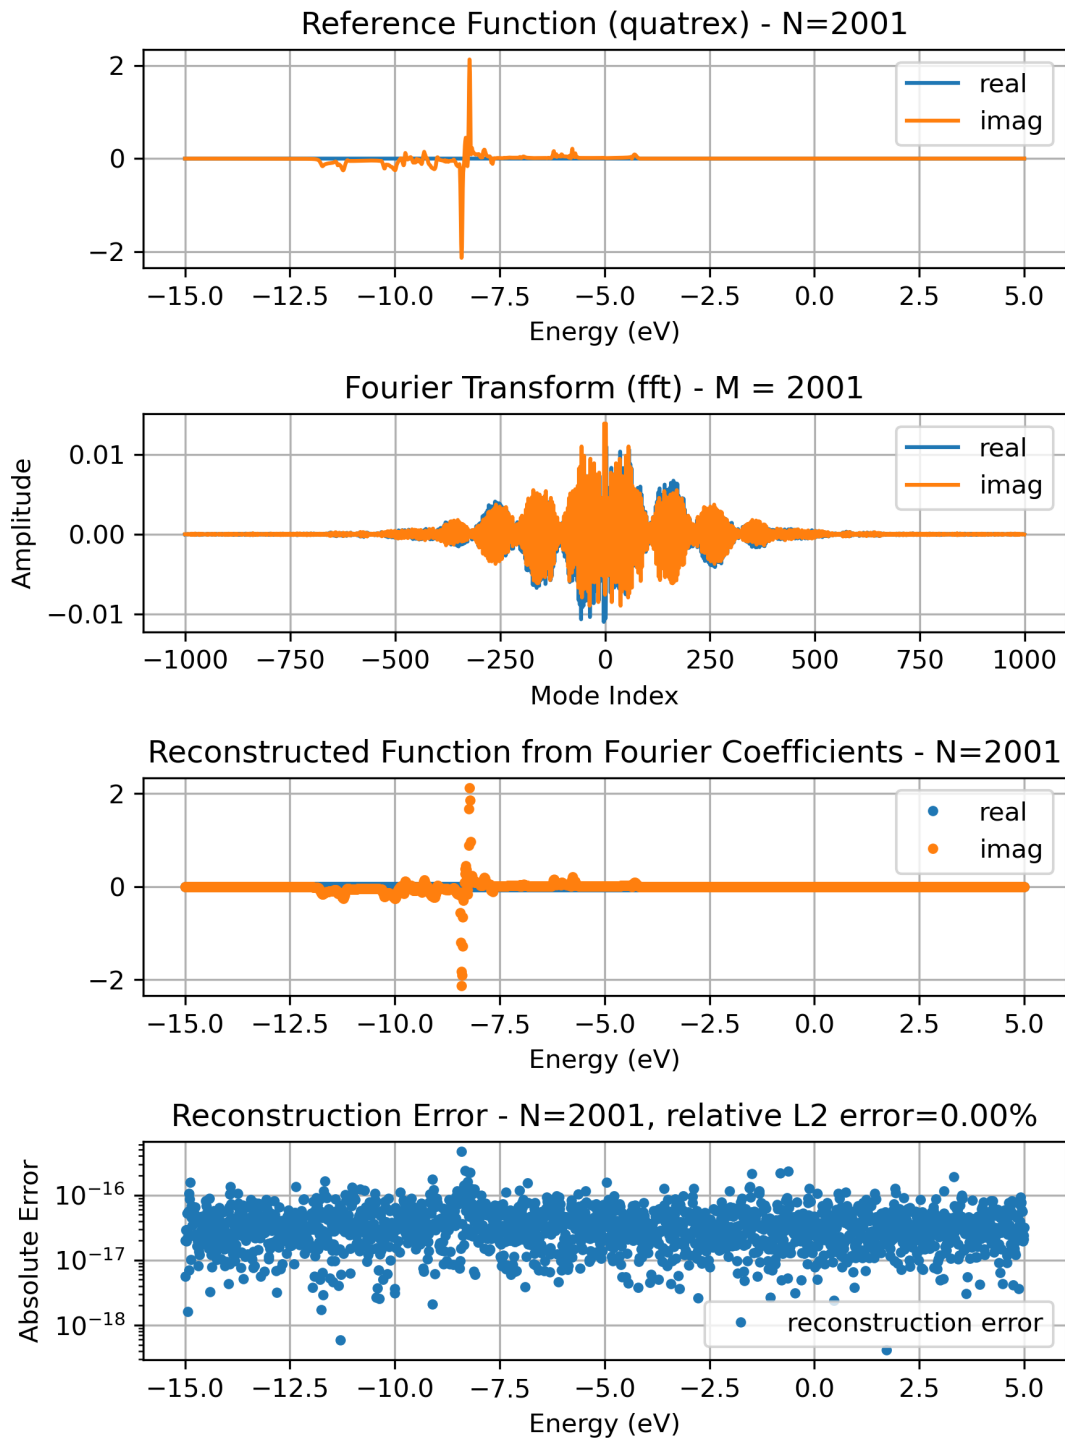 Reference Function (quatrex) - N=2001
2
0
−2
real
imag
−15.0 −12.5 −10.0 −7.5 −5.0 −2.5 0.0 2.5 5.0
Energy (eV)
Fourier Transform (fft) - M = 2001
Amplitude
0.01
0.00
−0.01
real
imag
−1000 −750 −500 −250 0 250 500 750 1000
Mode Index
Reconstructed Function from Fourier Coefficients - N=2001
2
0
−2
real
imag
−15.0 −12.5 −10.0 −7.5 −5.0 −2.5 0.0 2.5 5.0
Energy (eV)
Reconstruction Error - N=2001, relative L2 error=0.00%
Absolute Error
10⁻¹⁶
10⁻¹⁷
10⁻¹⁸
reconstruction error
−15.0 −12.5 −10.0 −7.5 −5.0 −2.5 0.0 2.5 5.0
Energy (eV)